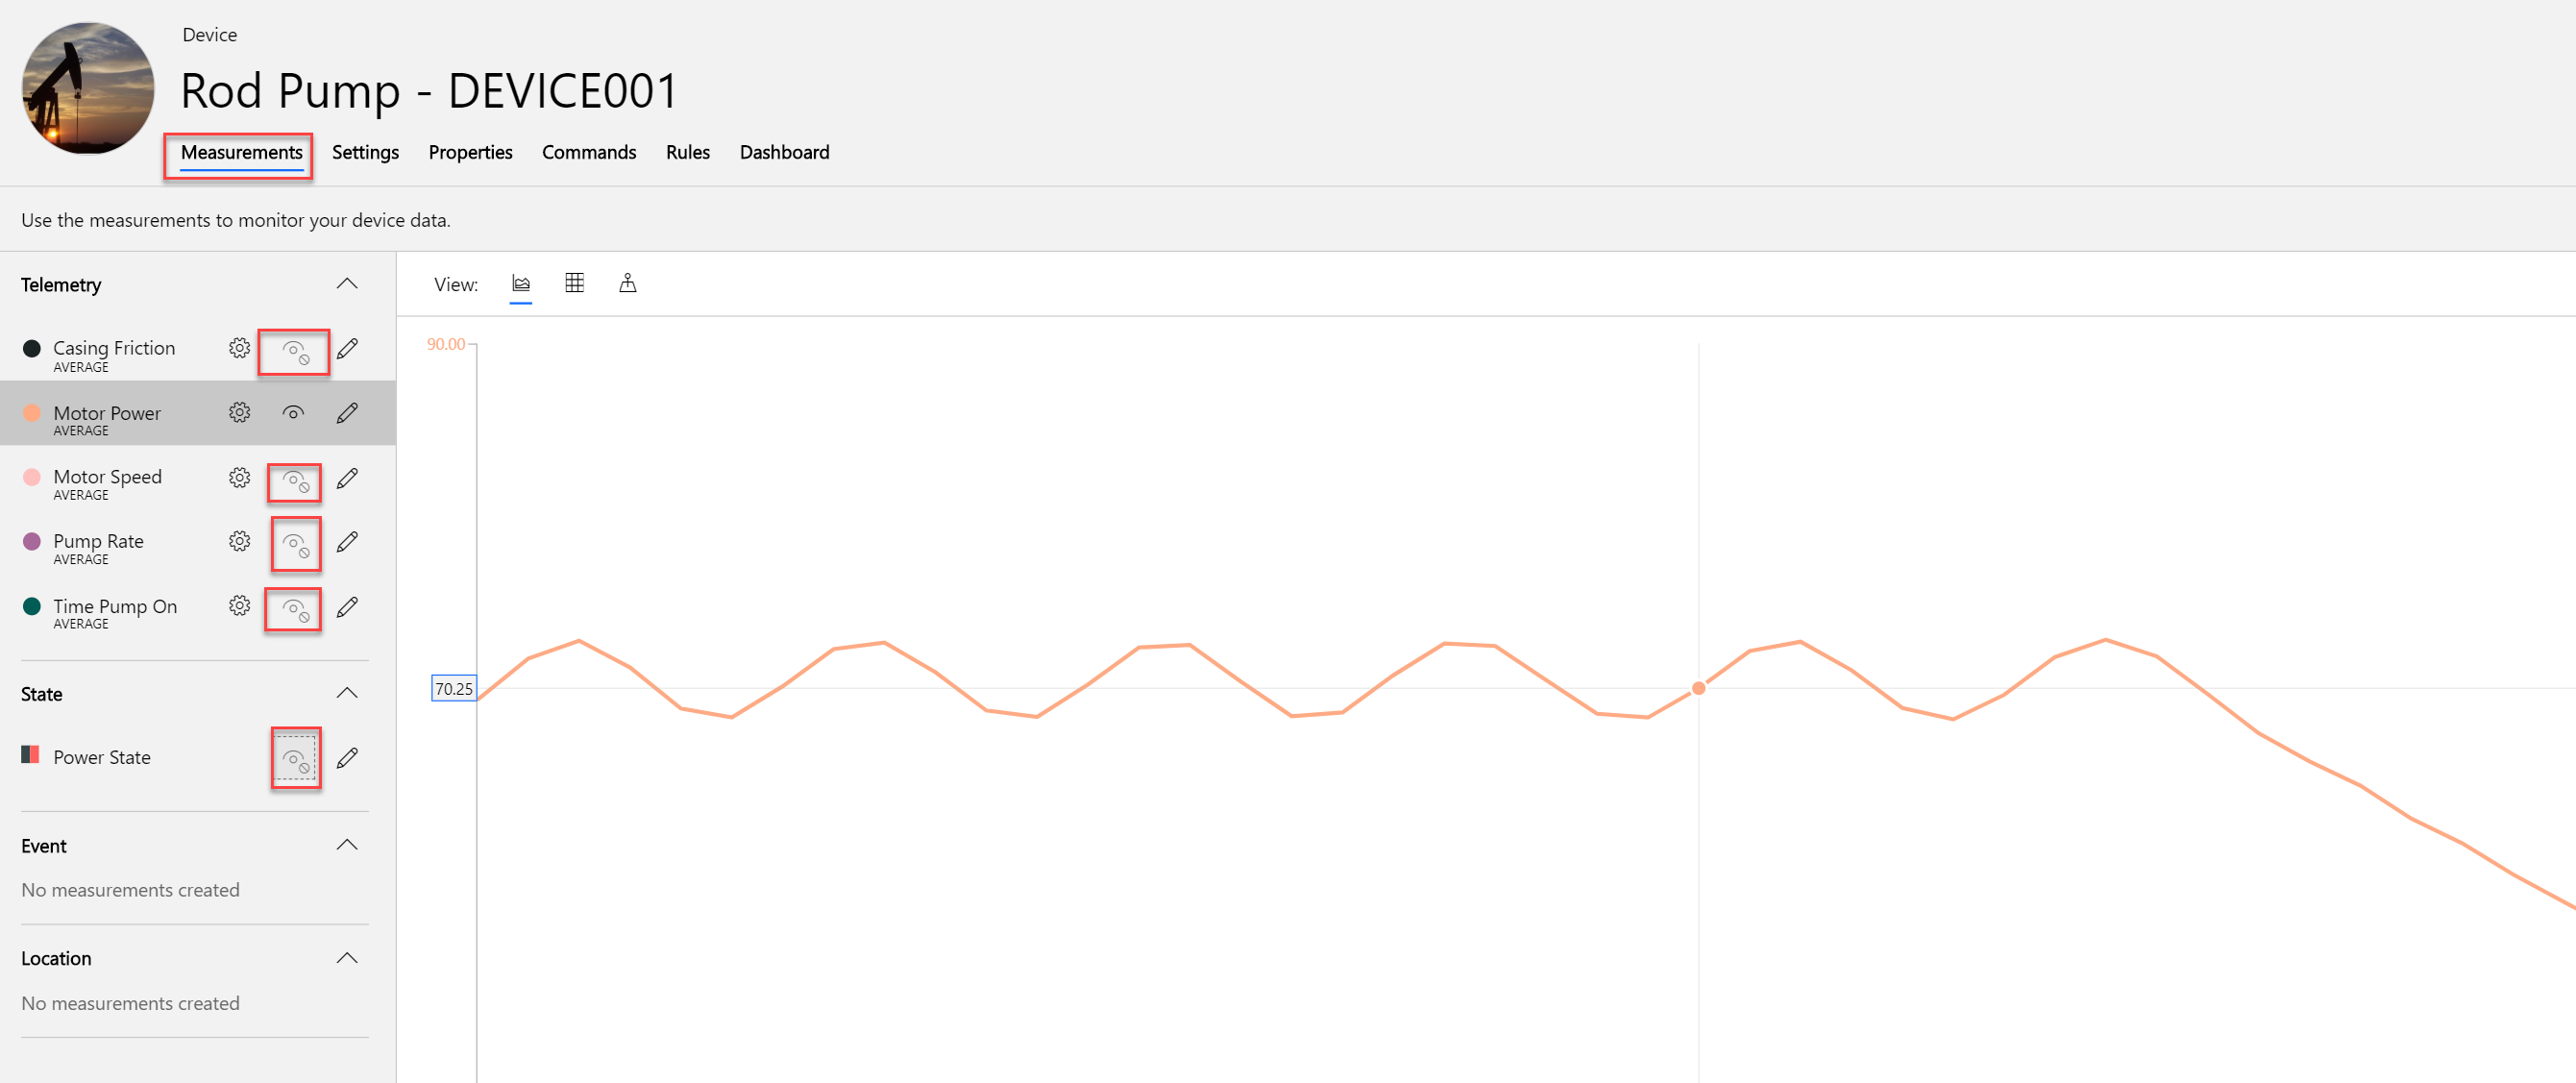 Device
Rod Pump - DEVICE001
Measurements Settings Properties Commands Rules Dashboard
Use the measurements to monitor your device data.
Telemetry
Casing Friction
AVERAGE
Motor Power
AVERAGE
Motor Speed
AVERAGE
Pump Rate
AVERAGE
Time Pump On
AVERAGE
State
Power State
Event
No measurements created
Location
No measurements created
View:
90.00
70.25